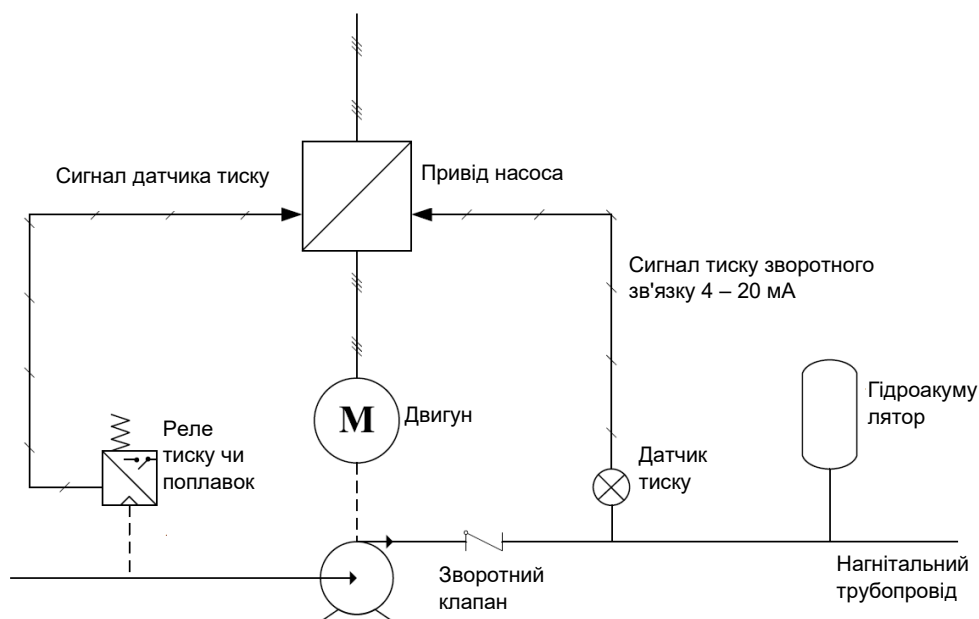 Сигнал датчика тиску
Привід насоса
Сигнал тиску зворотного
зв'язку 4 – 20 мА
Гідроакуму
лятор
M
Двигун
Реле
тиску чи
поплавок
Датчик
тиску
Зворотний
клапан
Нагнітальний
трубопровід